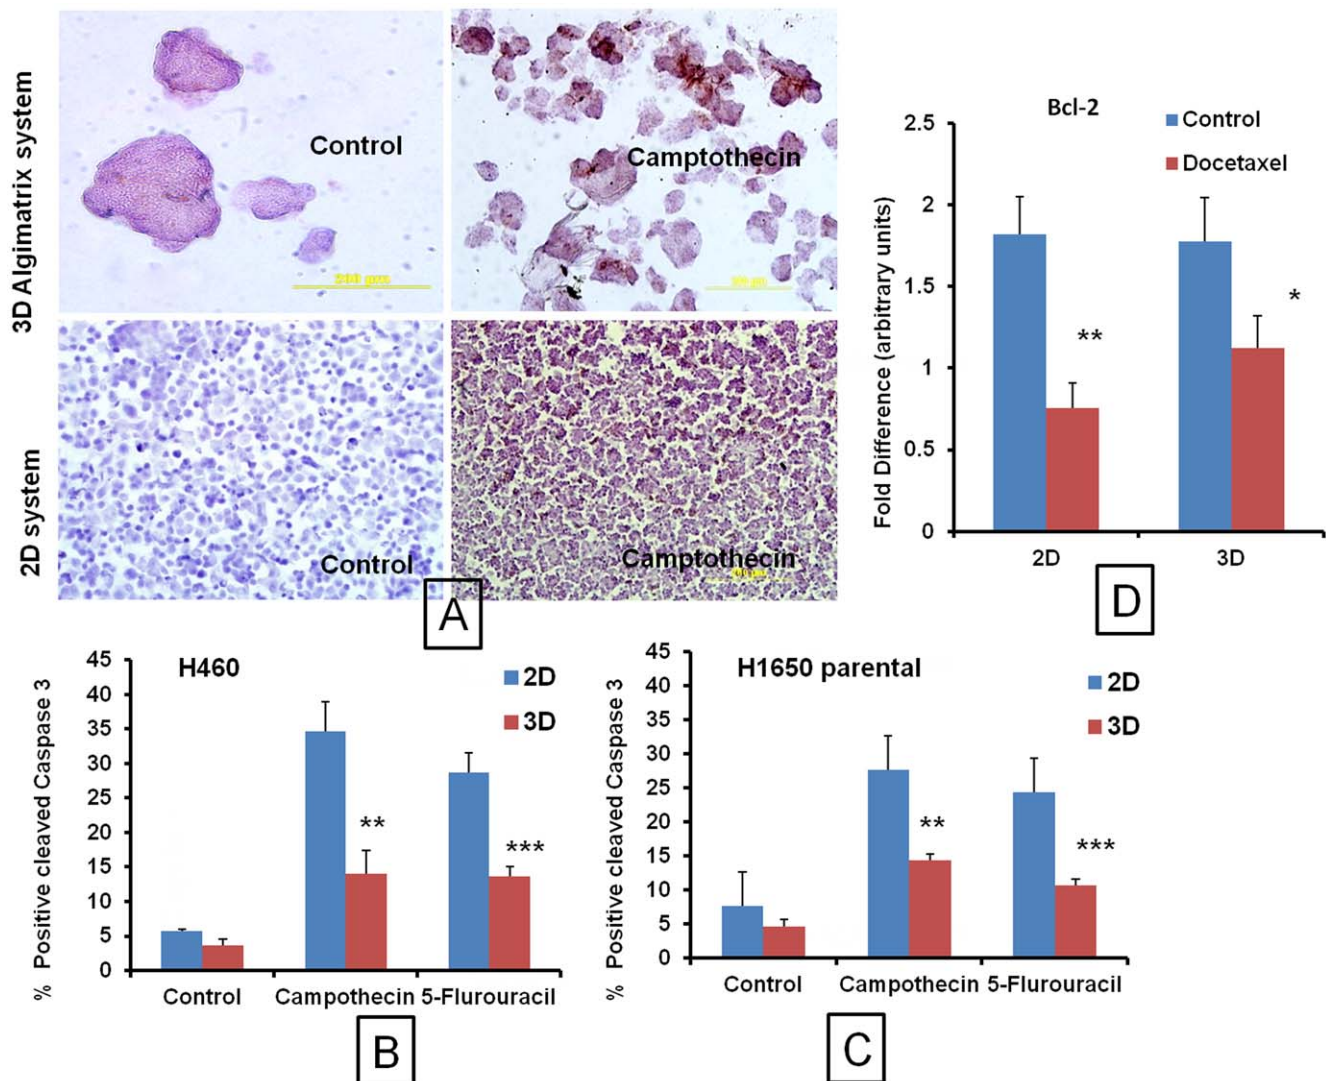 3D Algimatrix system
Control
200 µm
Camptothecin
2D system
Control
Camptothecin
A
Bcl-2
Control
Docetaxel
Fold Difference (arbitrary units)
2.5
2
1.5
1
0.5
0
**
*
2D
3D
D
H460
2D
3D
% Positive cleaved Caspase 3
45
40
35
30
25
20
15
10
5
0
**
***
Control
Campothecin
5-Flurouracil
B
H1650 parental
2D
3D
% Positive cleaved Caspase 3
45
40
35
30
25
20
15
10
5
0
**
***
Control
Campothecin
5-Flurouracil
C